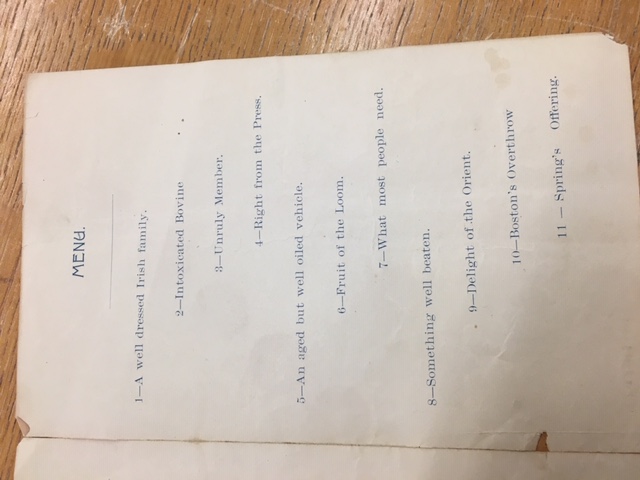 MENU.
1—A well dressed Irish family.
2—Intoxicated Bovine
3—Unruly Member.
4—Right from the Press.
5—An aged but well oiled vehicle.
6—Fruit of the Loom.
7—What most people need.
8—Something well beaten.
9—Delight of the Orient.
10—Boston's Overthrow
11 — Spring's Offering.